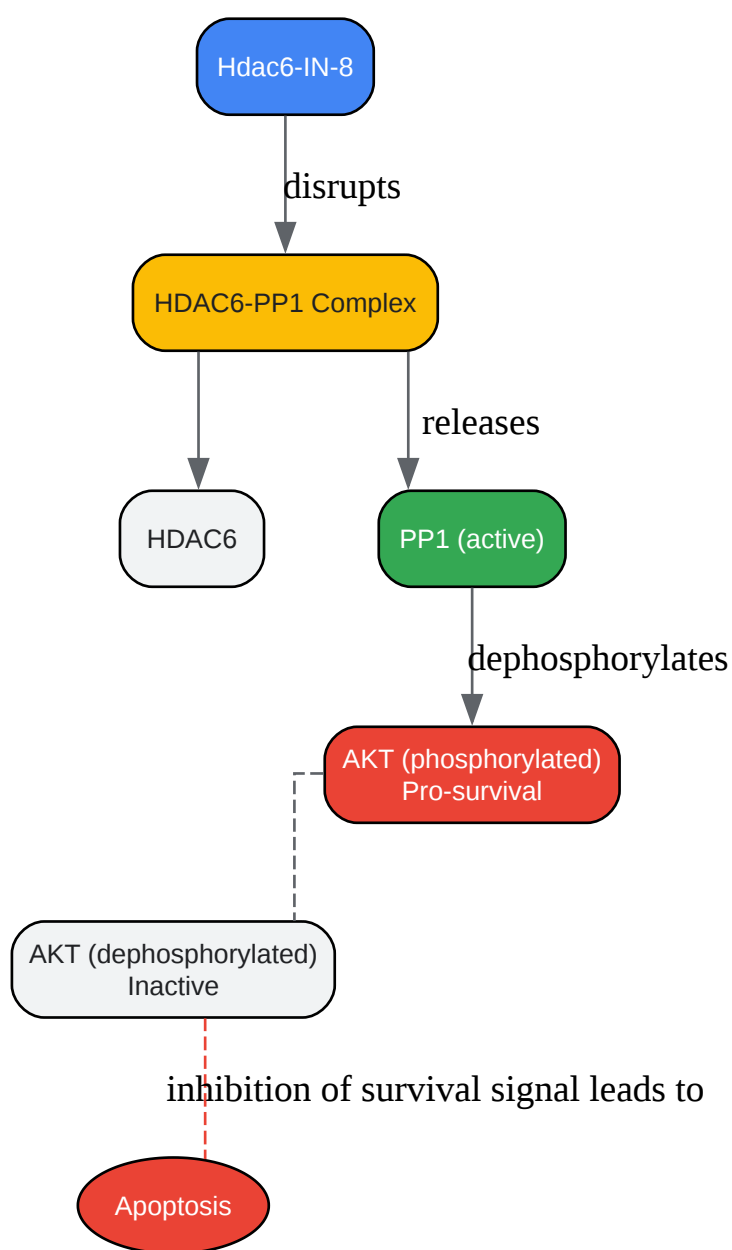 Hdac6-IN-8
disrupts
HDAC6-PP1 Complex
releases
HDAC6
PP1 (active)
dephosphorylates
AKT (phosphorylated)
Pro-survival
AKT (dephosphorylated)
Inactive
inhibition of survival signal leads to
Apoptosis